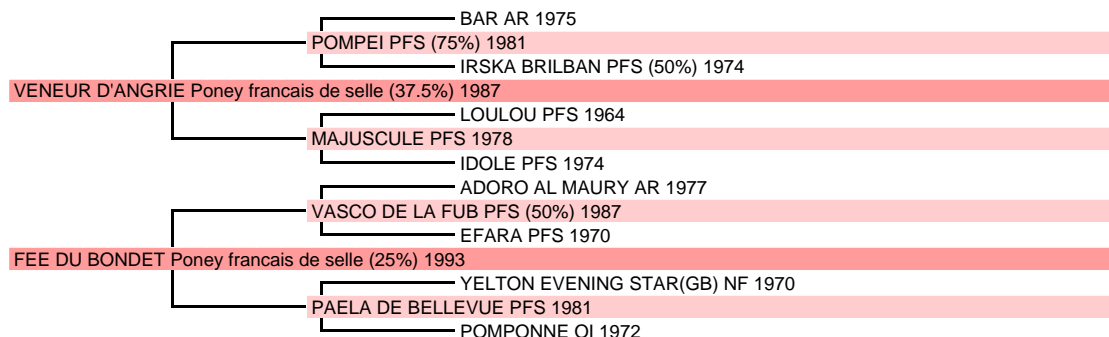 BAR AR 1975
POMPEI PFS (75%) 1981
IRSKA BRILBAN PFS (50%) 1974
VENEUR D'ANGRIE Poney francais de selle (37.5%) 1987
LOULOU PFS 1964
MAJUSCULE PFS 1978
IDOLE PFS 1974
ADORO AL MAURY AR 1977
VASCO DE LA FUB PFS (50%) 1987
EFARA PFS 1970
FEE DU BONDET Poney francais de selle (25%) 1993
YELTON EVENING STAR(GB) NF 1970
PAELA DE BELLEVUE PFS 1981
POMPONNE OI 1972